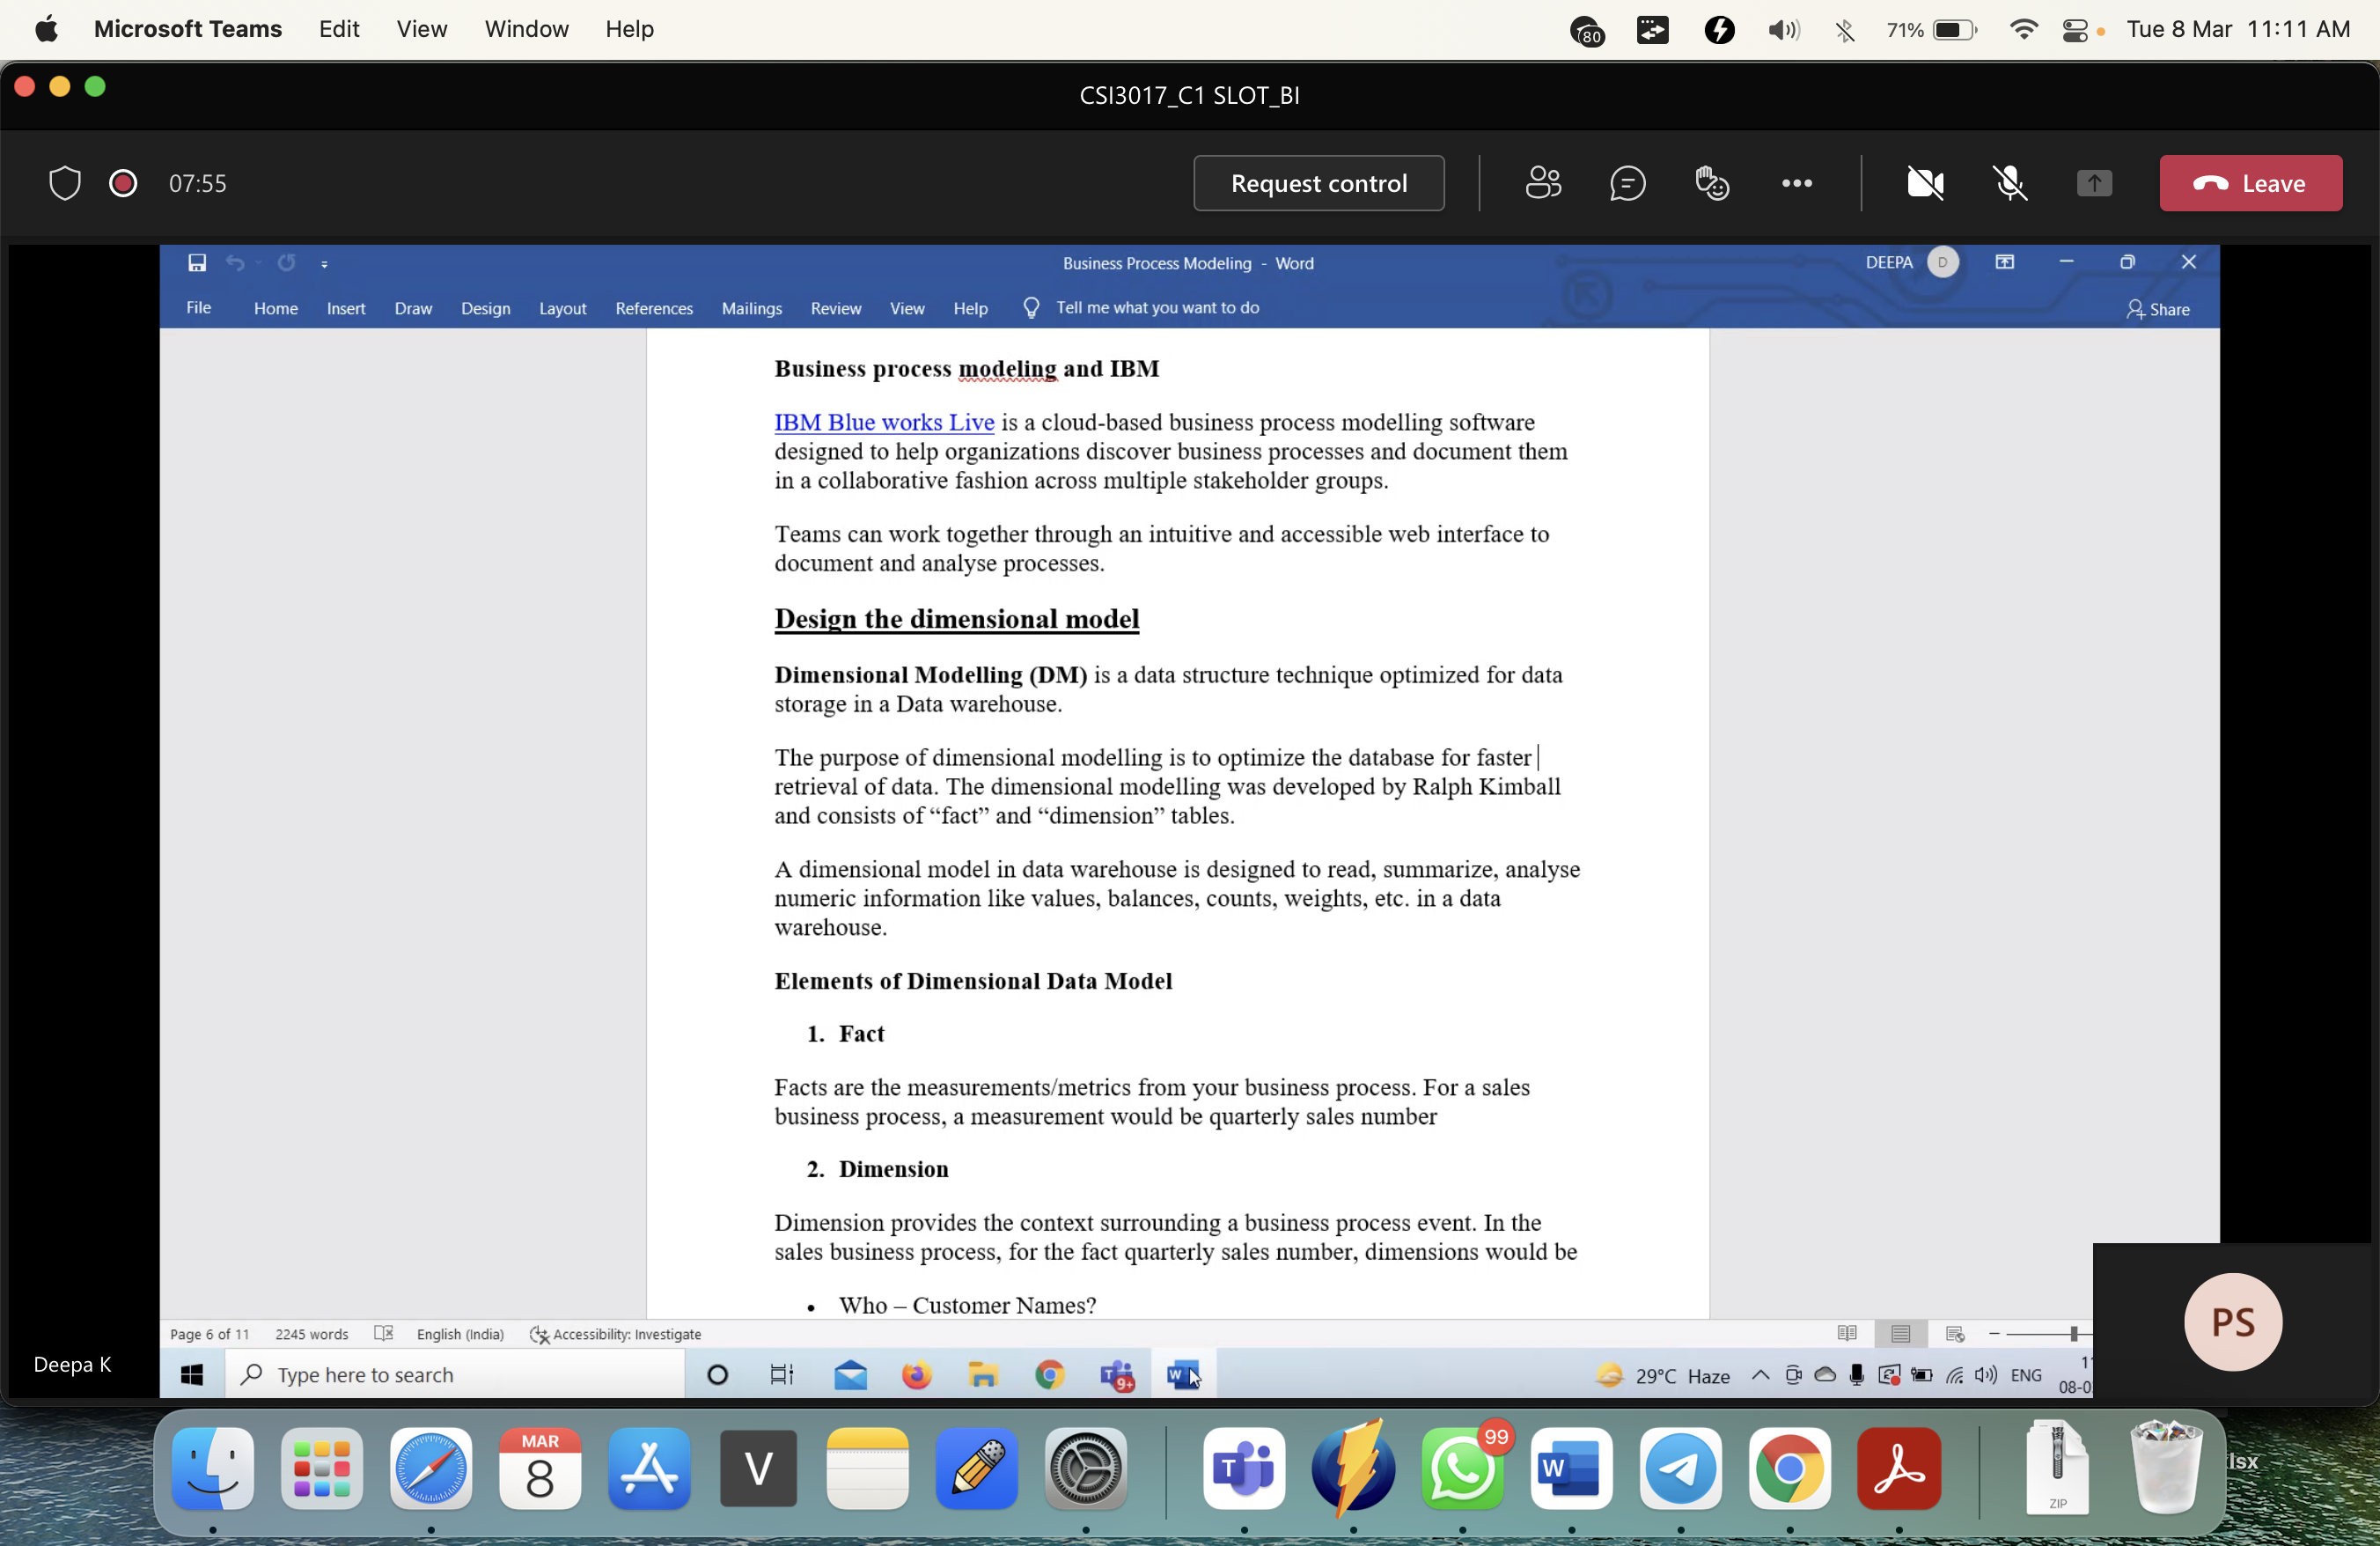 Microsoft Teams Edit View Window Help 80 71% Tue 8 Mar 11:11 AM
CSI3017_C1 SLOT_BI
07:55 Request control Leave
Business Process Modeling - Word DEEPA D
File Home Insert Draw Design Layout References Mailings Review View Help Tell me what you want to do Share
Business process modeling and IBM
IBM Blue works Live is a cloud-based business process modelling software
designed to help organizations discover business processes and document them
in a collaborative fashion across multiple stakeholder groups.
Teams can work together through an intuitive and accessible web interface to
document and analyse processes.
Design the dimensional model
Dimensional Modelling (DM) is a data structure technique optimized for data
storage in a Data warehouse.
The purpose of dimensional modelling is to optimize the database for faster
retrieval of data. The dimensional modelling was developed by Ralph Kimball
and consists of “fact” and “dimension” tables.
A dimensional model in data warehouse is designed to read, summarize, analyse
numeric information like values, balances, counts, weights, etc. in a data
warehouse.
Elements of Dimensional Data Model
1. Fact
Facts are the measurements/metrics from your business process. For a sales
business process, a measurement would be quarterly sales number
2. Dimension
Dimension provides the context surrounding a business process event. In the
sales business process, for the fact quarterly sales number, dimensions would be
• Who – Customer Names?
Page 6 of 11 2245 words English (India) Accessibility: Investigate
Deepa K
PS
Type here to search 9+ 29°C Haze ENG
MAR
8
V
T
99
W
ZIP